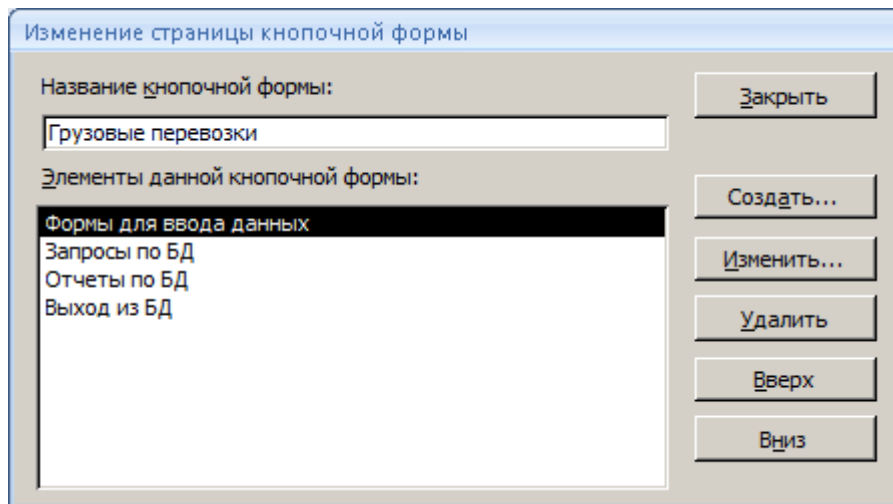 Изменение страницы кнопочной формы
Название кнопочной формы:
Закрыть
Грузовые перевозки
Элементы данной кнопочной формы:
Создать...
Формы для ввода данных
Запросы по БД
Изменить...
Отчеты по БД
Выход из БД
Удалить
Вверх
Вниз